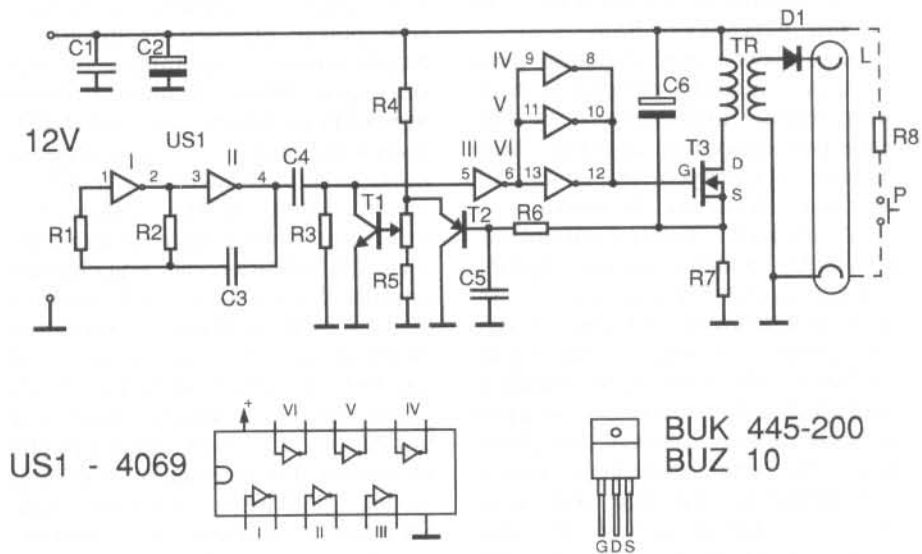 D1
C1 C2 TR L
IV 9 8
R4 C6
V 11 10
R8
12V US1 T3
I II C4 III VI D
1 2 3 4 5 6 13 12 G
S P
T1 T2 R6
R1 R2 R3
R5 R7
C3 C5
+ VI V IV
US1 - 4069
I II III
BUK 445-200
BUZ 10
G D S